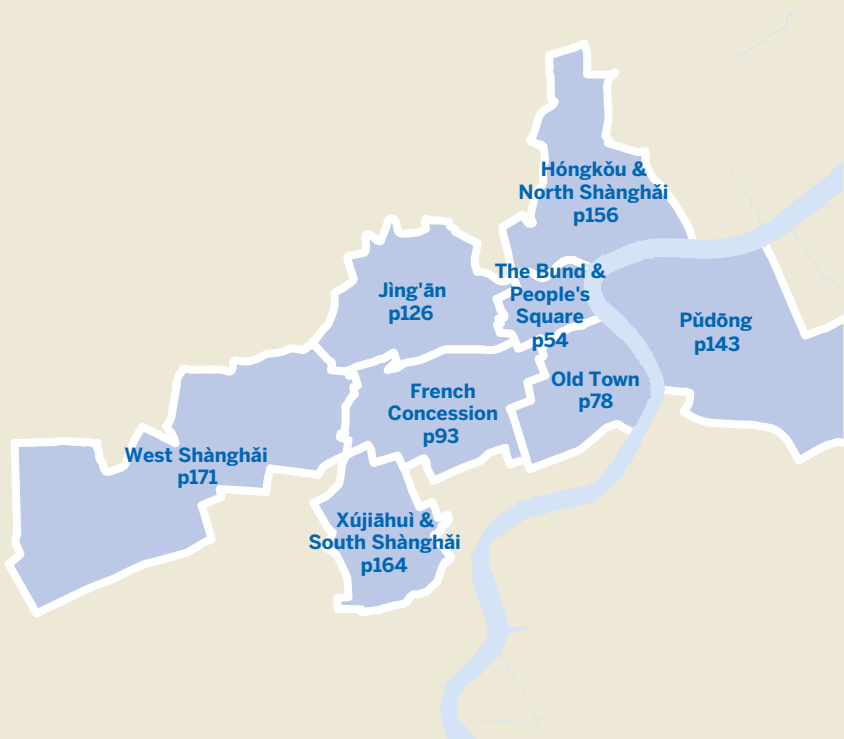 Hóngkǒu &
North Shànghǎi
p156
The Bund &
People's
Square
p54
Jìng'ān
p126
Pǔdōng
p143
Old Town
p78
French
Concession
p93
West Shànghǎi
p171
Xújiāhuì &
South Shànghǎi
p164